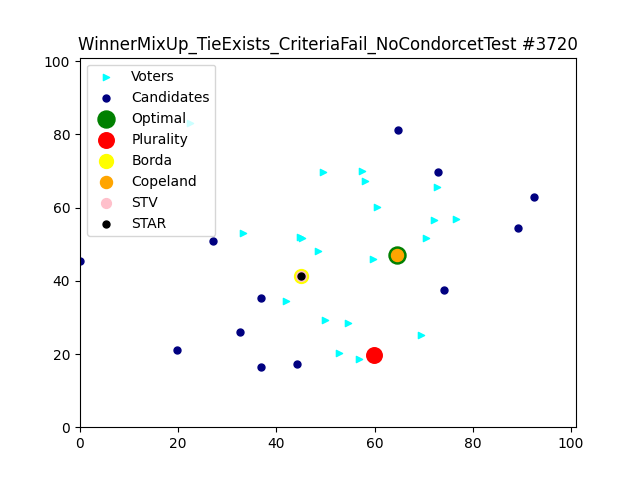 WinnerMixUp_TieExists_CriteriaFail_NoCondorcetTest #3720
100
80
60
40
20
0
Voters
Candidates
Optimal
Plurality
Borda
Copeland
STV
STAR
0
20
40
60
80
100